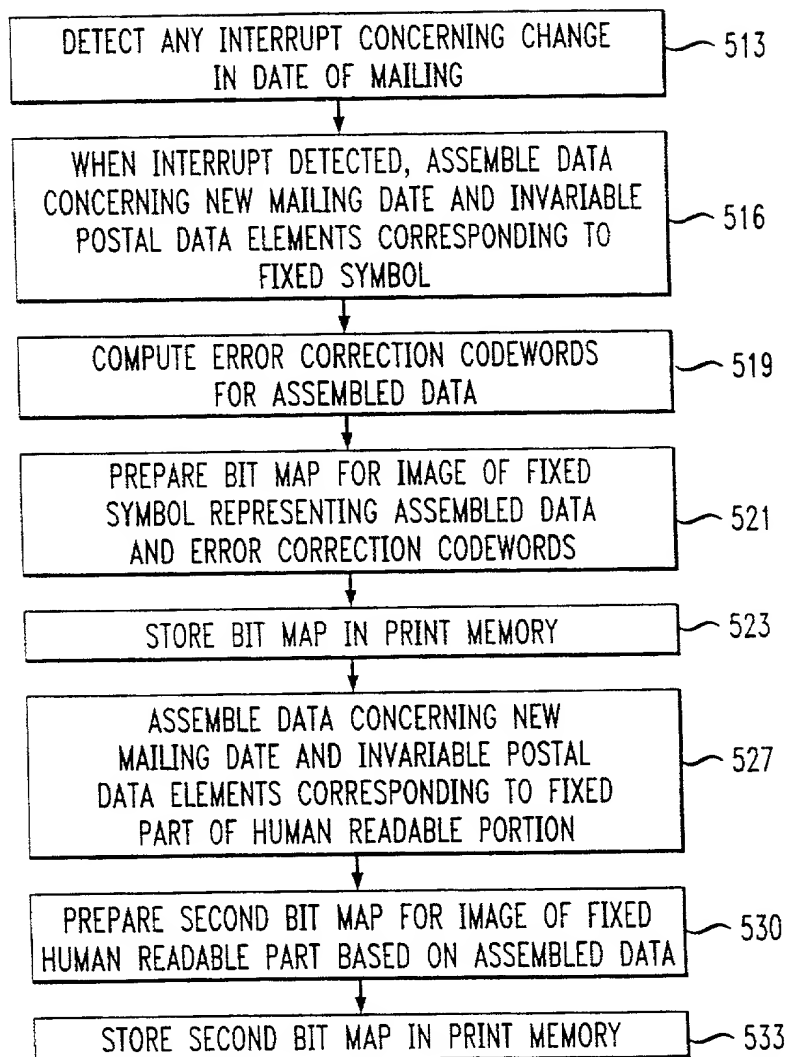 DETECT ANY INTERRUPT CONCERNING CHANGE
IN DATE OF MAILING
513
WHEN INTERRUPT DETECTED, ASSEMBLE DATA
CONCERNING NEW MAILING DATE AND INVARIABLE
POSTAL DATA ELEMENTS CORRESPONDING TO
FIXED SYMBOL
516
COMPUTE ERROR CORRECTION CODEWORDS
FOR ASSEMBLED DATA
519
PREPARE BIT MAP FOR IMAGE OF FIXED
SYMBOL REPRESENTING ASSEMBLED DATA
AND ERROR CORRECTION CODEWORDS
521
STORE BIT MAP IN PRINT MEMORY
523
ASSEMBLE DATA CONCERNING NEW
MAILING DATE AND INVARIABLE POSTAL
DATA ELEMENTS CORRESPONDING TO FIXED
PART OF HUMAN READABLE PORTION
527
PREPARE SECOND BIT MAP FOR IMAGE OF FIXED
HUMAN READABLE PART BASED ON ASSEMBLED DATA
530
STORE SECOND BIT MAP IN PRINT MEMORY
533